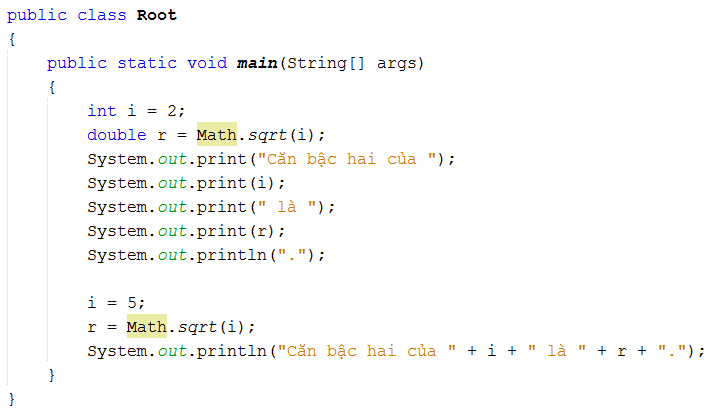 public class Root
{
    public static void main(String[] args)
    {
        int i = 2;
        double r = Math.sqrt(i);
        System.out.print("Căn bậc hai của ");
        System.out.print(i);
        System.out.print(" là ");
        System.out.print(r);
        System.out.println(".");

        i = 5;
        r = Math.sqrt(i);
        System.out.println("Căn bậc hai của " + i + " là " + r + ".");
    }
}